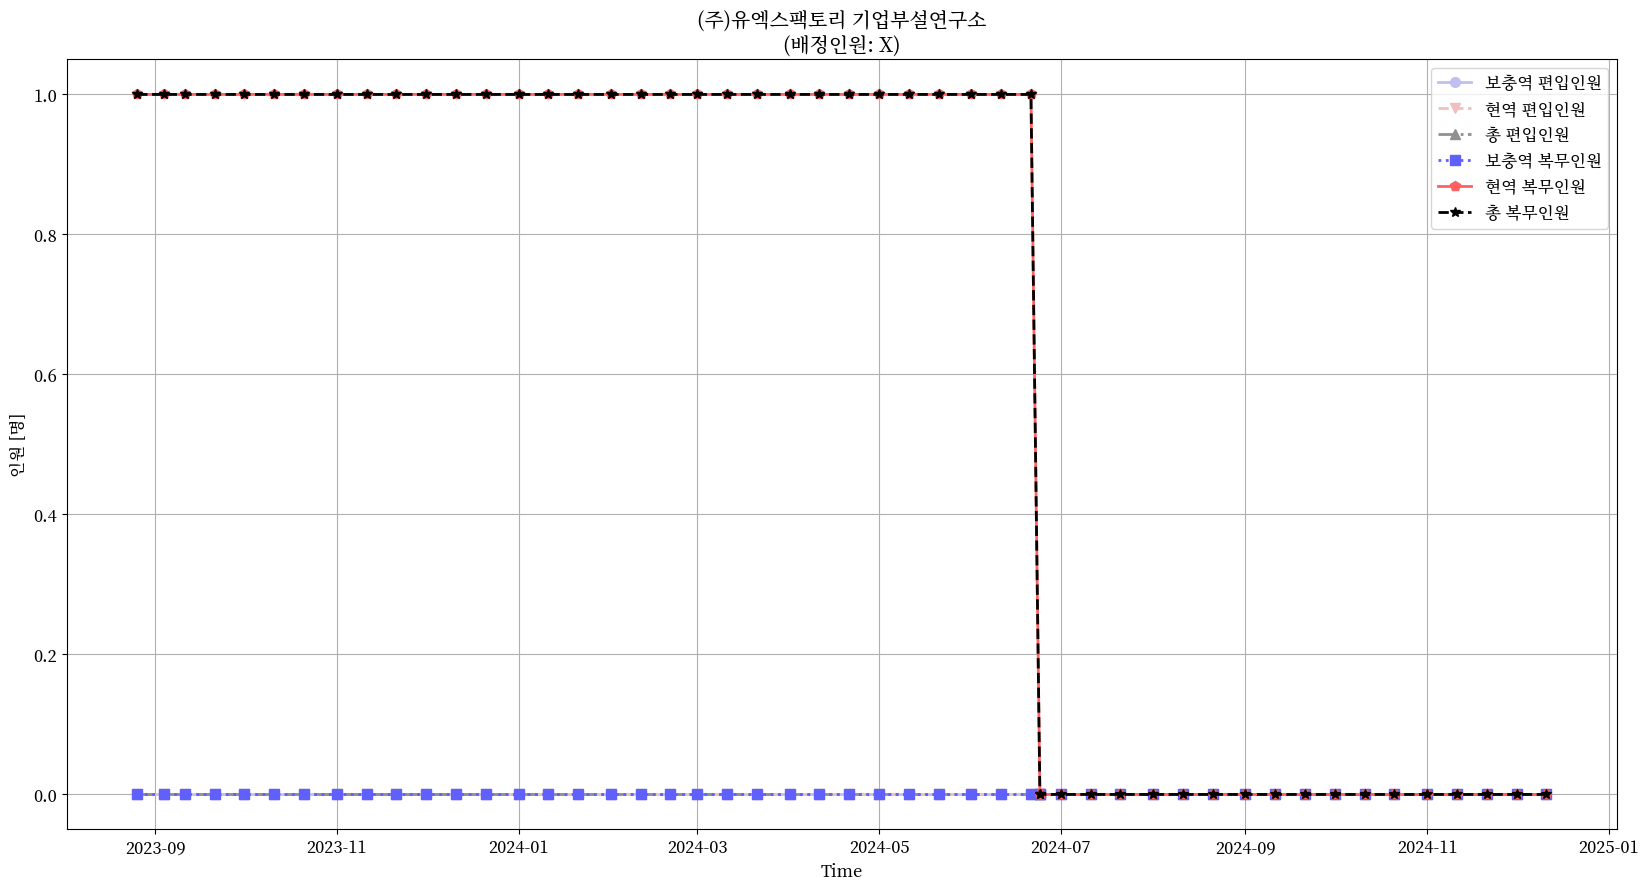 (주)유엑스팩토리 기업부설연구소
(배정인원: X)
보충역 편입인원
현역 편입인원
총 편입인원
보충역 복무인원
현역 복무인원
총 복무인원
인원 [명]
1.0
0.8
0.6
0.4
0.2
0.0
2023-09
2023-11
2024-01
2024-03
2024-05
2024-07
2024-09
2024-11
2025-01
Time